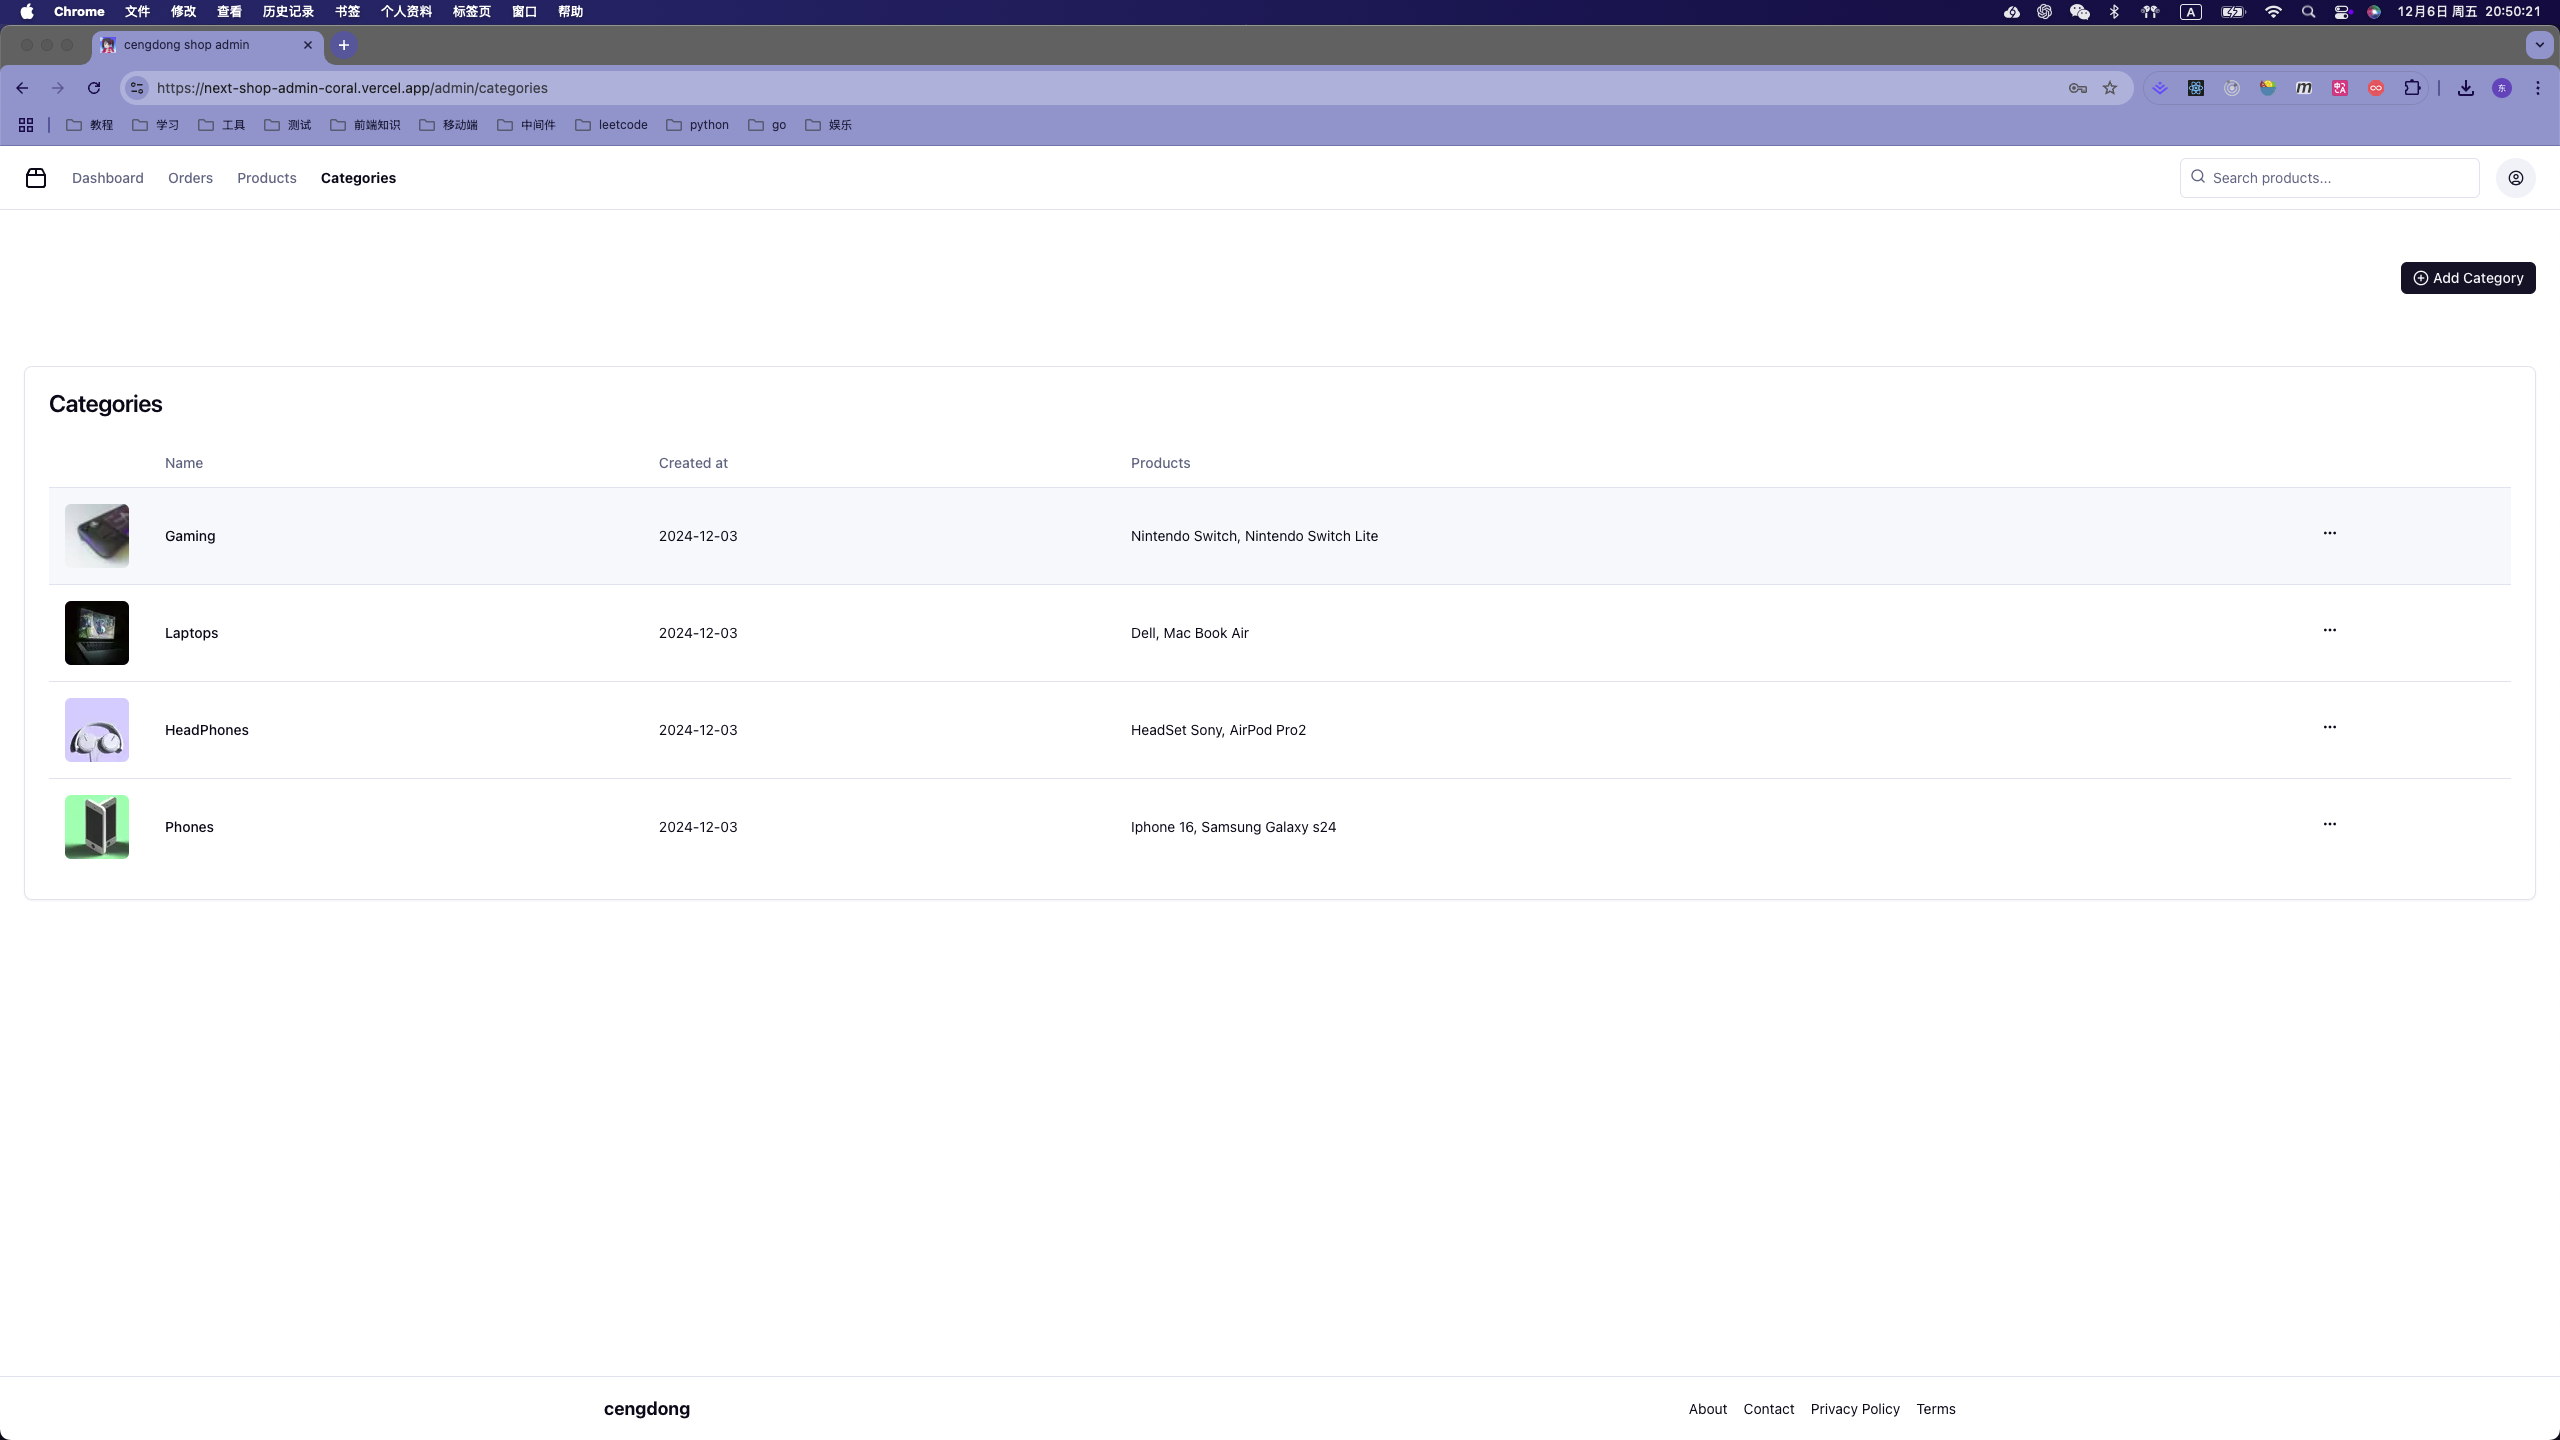 Chrome 文件 修改 查看 历史记录 书签 个人资料 标签页 窗口 帮助 A 12月6日 周五 20:50:21
cengdong shop admin
https://next-shop-admin-coral.vercel.app/admin/categories 东
教程 学习 工具 测试 前端知识 移动端 中间件 leetcode python go 娱乐
Dashboard Orders Products Categories Search products...
Add Category
Categories
Name Created at Products
Gaming 2024-12-03 Nintendo Switch, Nintendo Switch Lite
Laptops 2024-12-03 Dell, Mac Book Air
HeadPhones 2024-12-03 HeadSet Sony, AirPod Pro2
Phones 2024-12-03 Iphone 16, Samsung Galaxy s24
cengdong About Contact Privacy Policy Terms